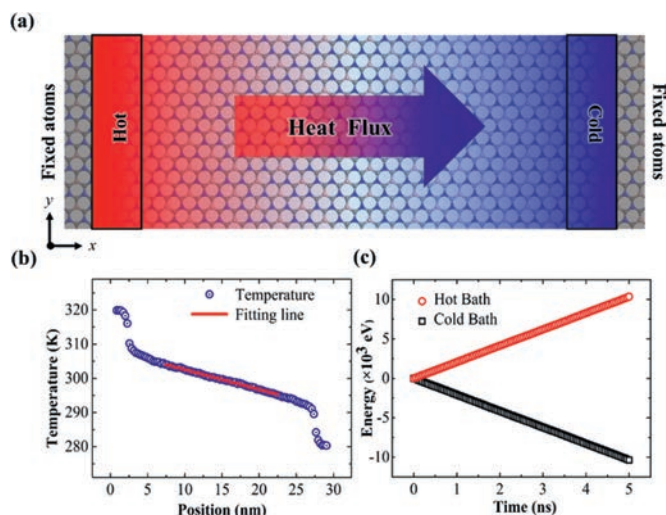 (a)
Fixed atoms
Hot
Heat Flux
Cold
Fixed atoms
y
x
(b)
Temperature
Fitting line
320
310
300
290
280
Temperature (K)
0 5 10 15 20 25 30
Position (nm)
(c)
Hot Bath
Cold Bath
10
5
0
-5
-10
Energy (×10³ eV)
0 1 2 3 4 5
Time (ns)